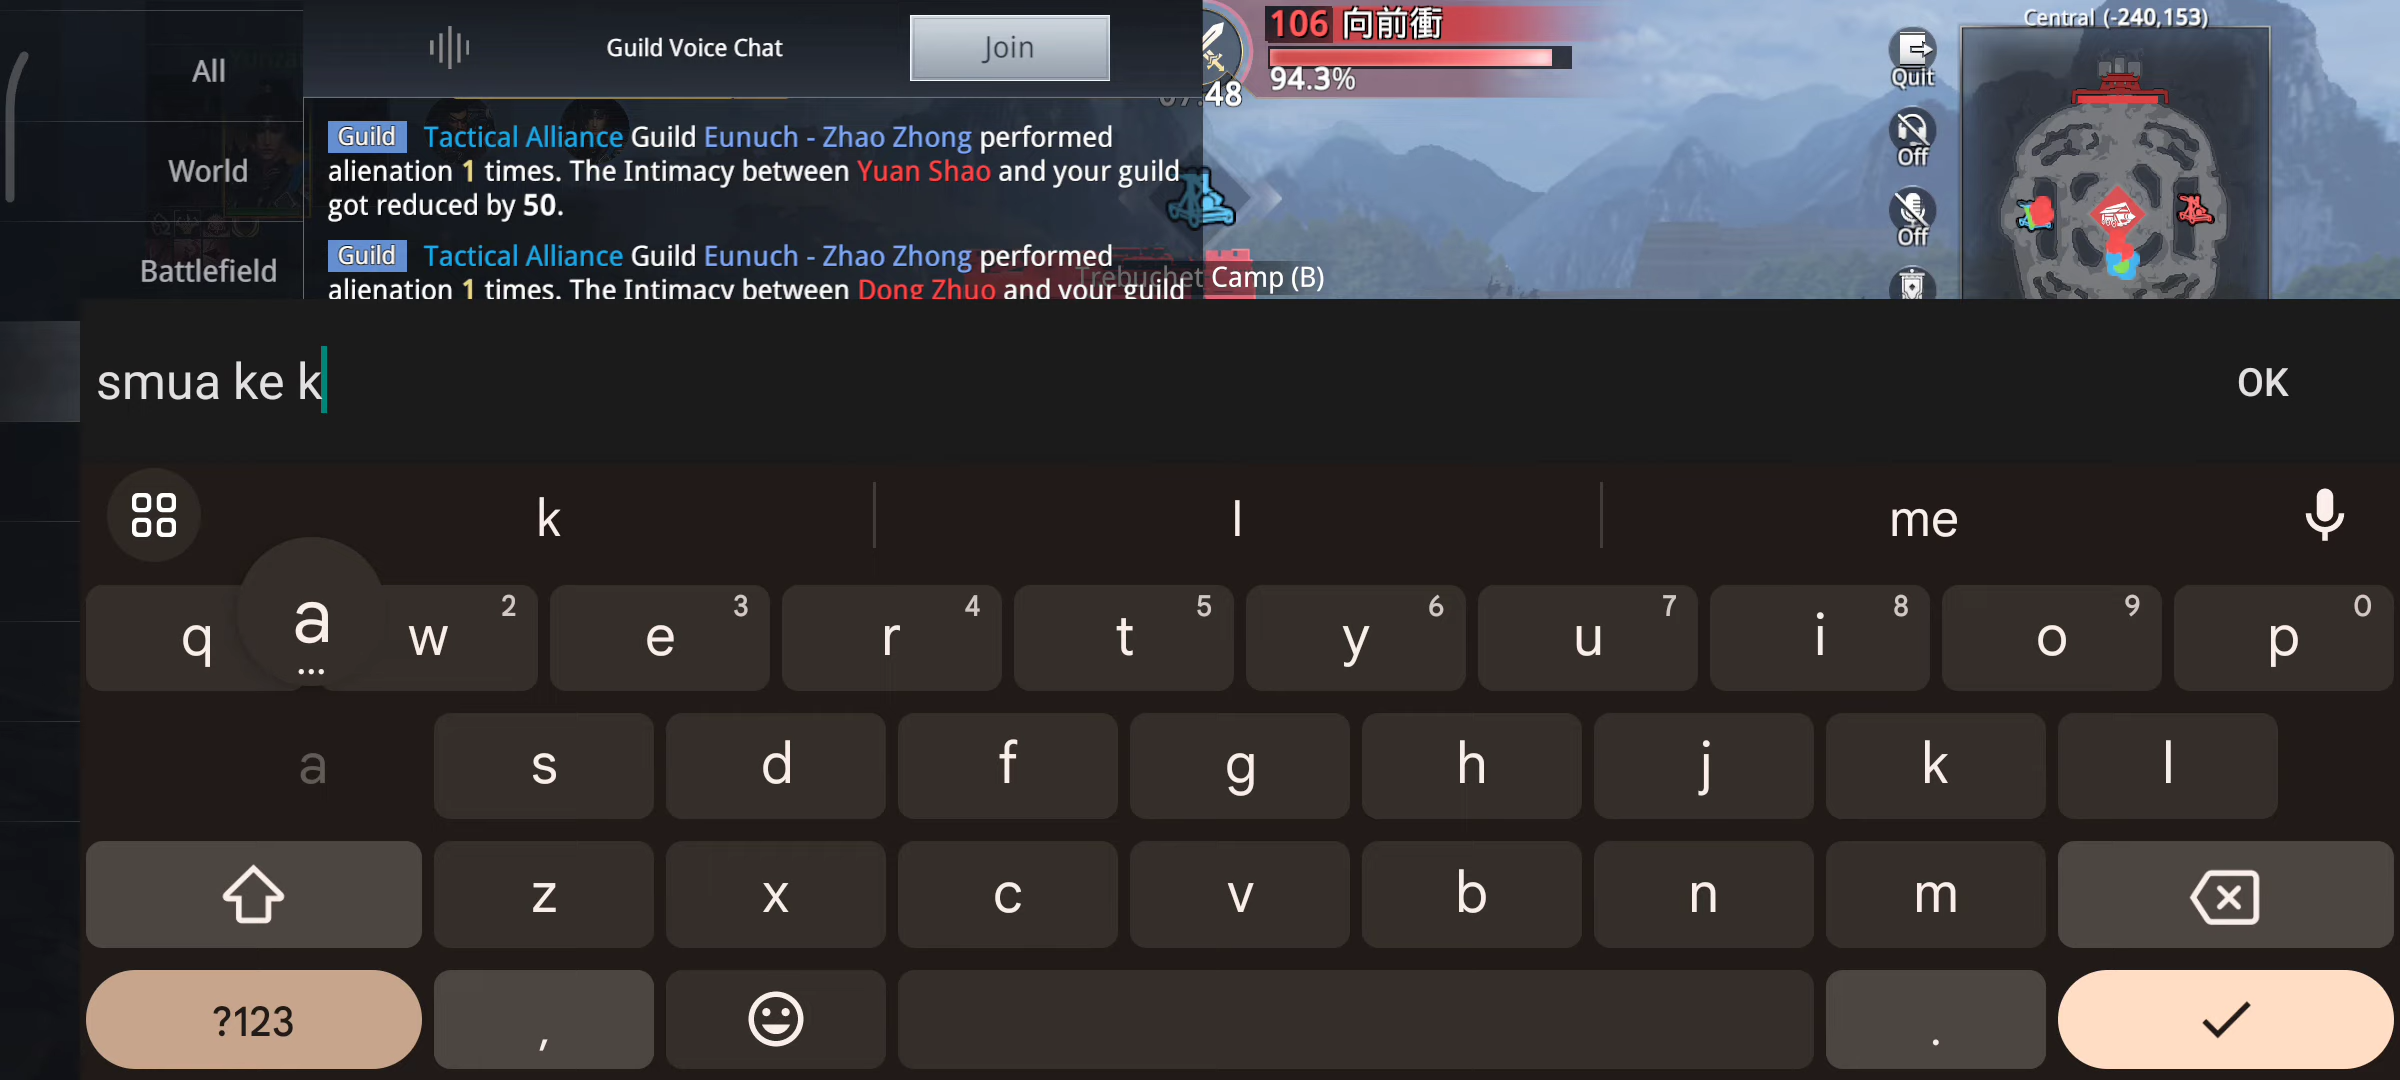 All
World
Battlefield
Guild Voice Chat
Join
Guild Tactical Alliance Guild Eunuch - Zhao Zhong performed
alienation 1 times. The Intimacy between Yuan Shao and your guild
got reduced by 50.
Guild Tactical Alliance Guild Eunuch - Zhao Zhong performed
alienation 1 times. The Intimacy between Dong Zhuo and your guild
106 向前衝
94.3%
:48
Trebuchet Camp (B)
Quit
Off
Off
Central (-240,153)
smua ke k
OK
k l me
q a w 2 e 3 r 4 t 5 y 6 u 7 i 8 o 9 p 0
a s d f g h j k l
z x c v b n m
?123 , .